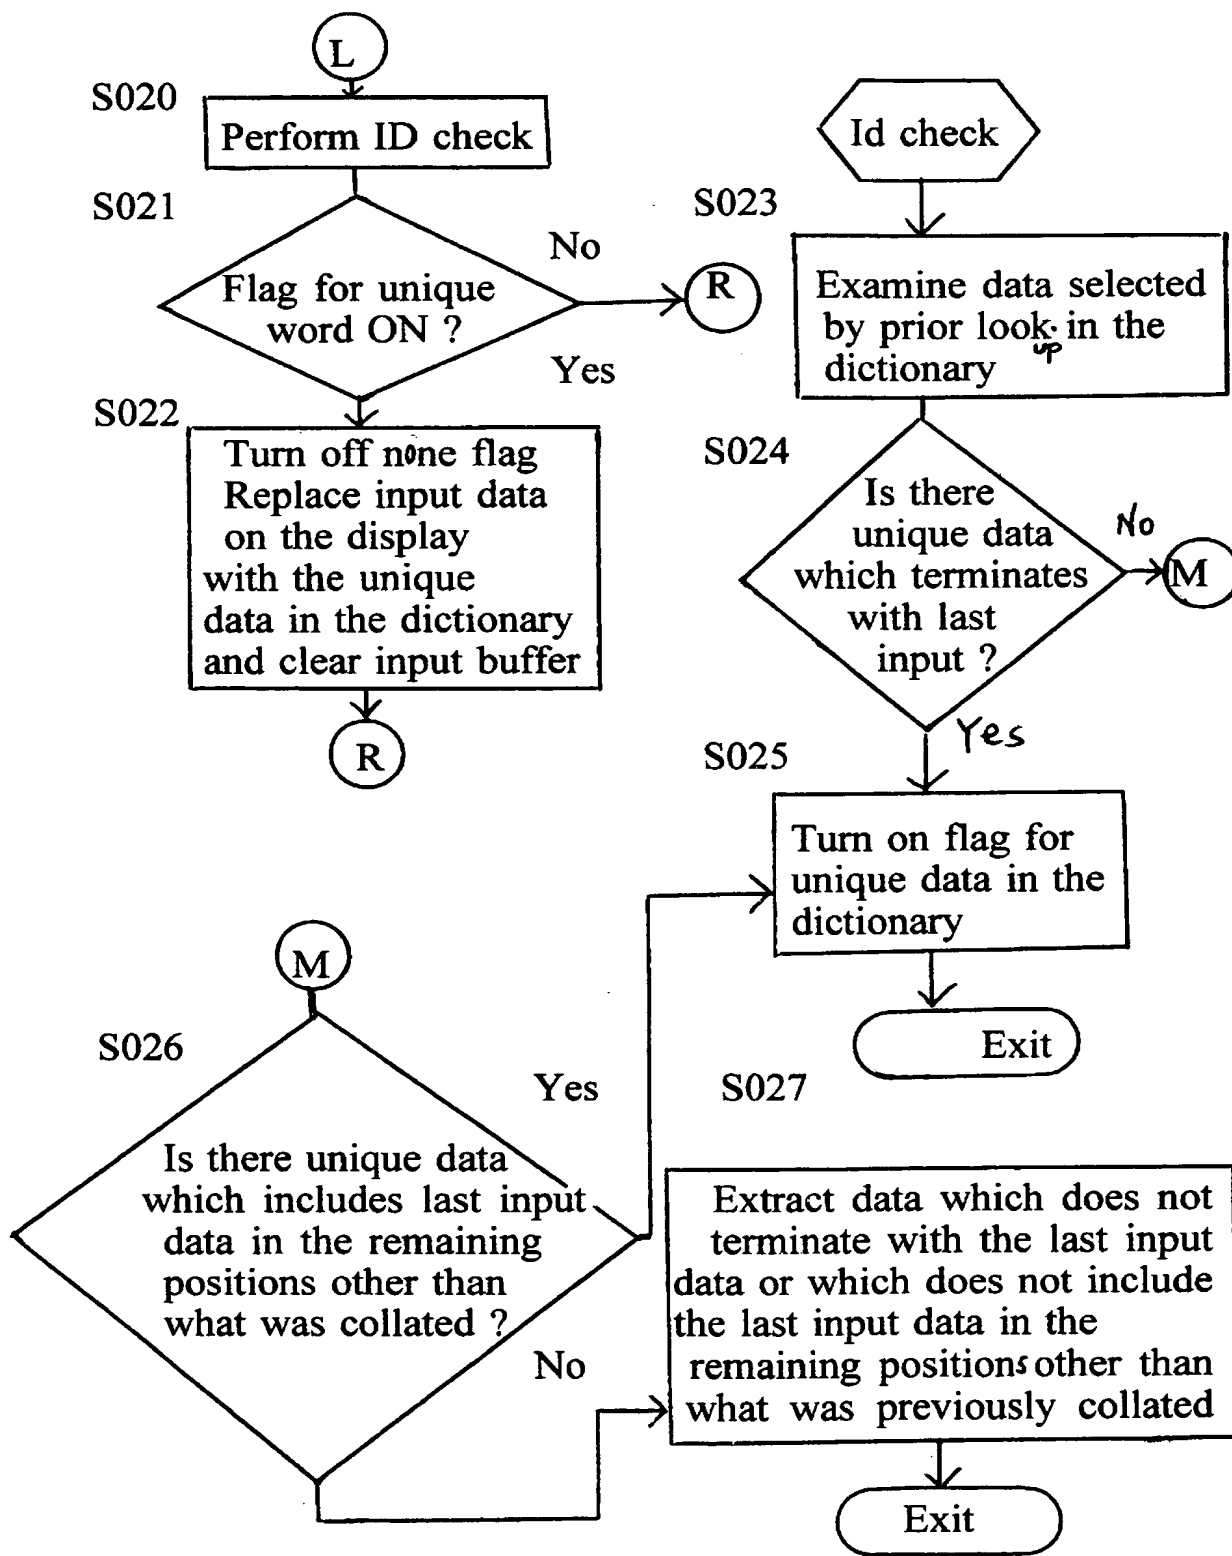 L
S020
Perform ID check
S021
Flag for unique
word ON ?
No
R
Yes
S022
Turn off none flag
Replace input data
on the display
with the unique
data in the dictionary
and clear input buffer
R
Id check
S023
Examine data selected
by prior look up in the
dictionary
S024
Is there
unique data
which terminates
with last
input ?
No
M
Yes
S025
Turn on flag for
unique data in the
dictionary
Exit
M
S026
Is there unique data
which includes last input
data in the remaining
positions other than
what was collated ?
Yes
No
S027
Extract data which does not
terminate with the last input
data or which does not include
the last input data in the
remaining positions other than
what was previously collated
Exit